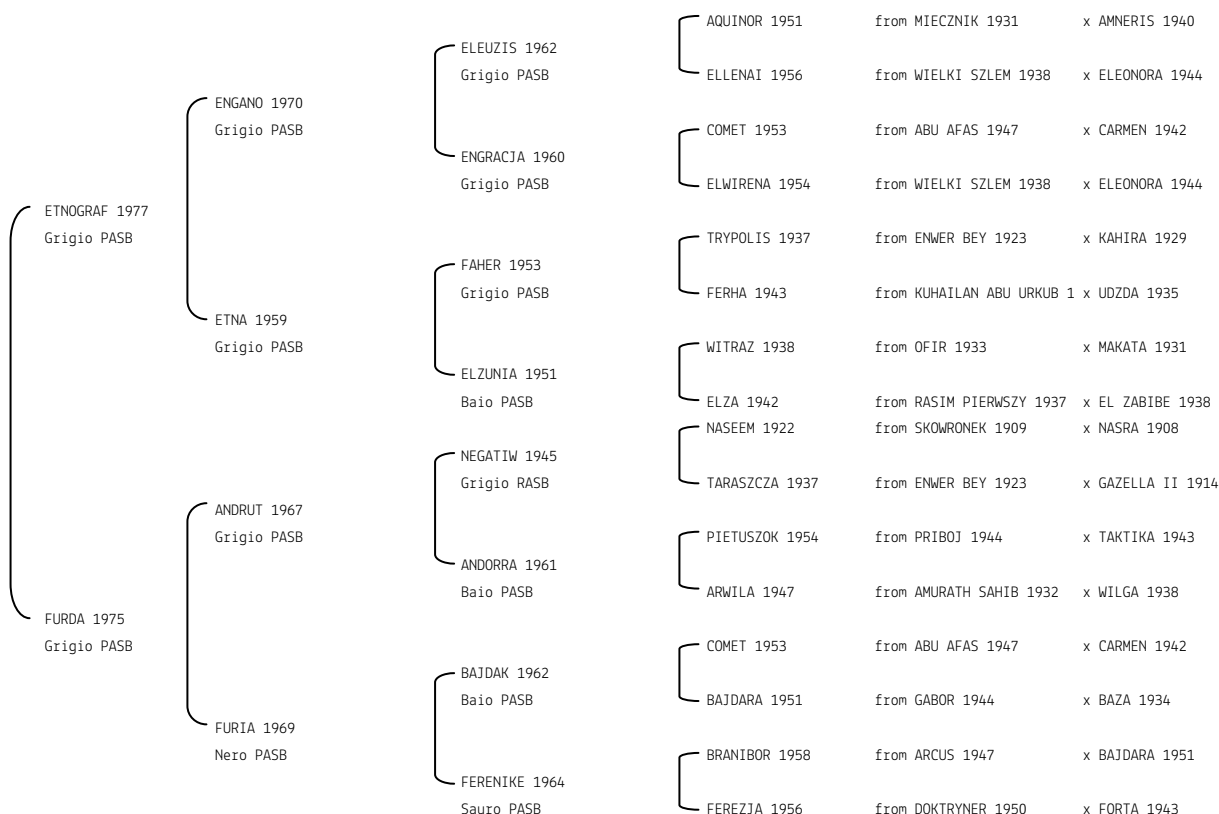 AQUINOR 1951 from MIECZNIK 1931 x AMNERIS 1940
ELEUZIS 1962
Grigio PASB
ELLENAI 1956 from WIELKI SZLEM 1938 x ELEONORA 1944
ENGANO 1970
Grigio PASB
COMET 1953 from ABU AFAS 1947 x CARMEN 1942
ENGRACJA 1960
Grigio PASB
ELWIRENA 1954 from WIELKI SZLEM 1938 x ELEONORA 1944
ETNOGRAF 1977
Grigio PASB
TRYPOLIS 1937 from ENWER BEY 1923 x KAHIRA 1929
FAHER 1953
Grigio PASB
FERHA 1943 from KUHAILAN ABU URKUB 1 x UDZDA 1935
ETNA 1959
Grigio PASB
WITRAZ 1938 from OFIR 1933 x MAKATA 1931
ELZUNIA 1951
Baio PASB
ELZA 1942 from RASIM PIERWSZY 1937 x EL ZABIBE 1938
NASEEM 1922 from SKOWRONEK 1909 x NASRA 1908
NEGATIW 1945
Grigio RASB
TARASZCZA 1937 from ENWER BEY 1923 x GAZELLA II 1914
ANDRUT 1967
Grigio PASB
PIETUSZOK 1954 from PRIBOJ 1944 x TAKTIKA 1943
ANDORRA 1961
Baio PASB
ARWILA 1947 from AMURATH SAHIB 1932 x WILGA 1938
FURDA 1975
Grigio PASB
COMET 1953 from ABU AFAS 1947 x CARMEN 1942
BAJDAK 1962
Baio PASB
BAJDARA 1951 from GABOR 1944 x BAZA 1934
FURIA 1969
Nero PASB
BRANIBOR 1958 from ARCUS 1947 x BAJDARA 1951
FERENIKE 1964
Sauro PASB
FEREZJA 1956 from DOKTRYNER 1950 x FORTA 1943